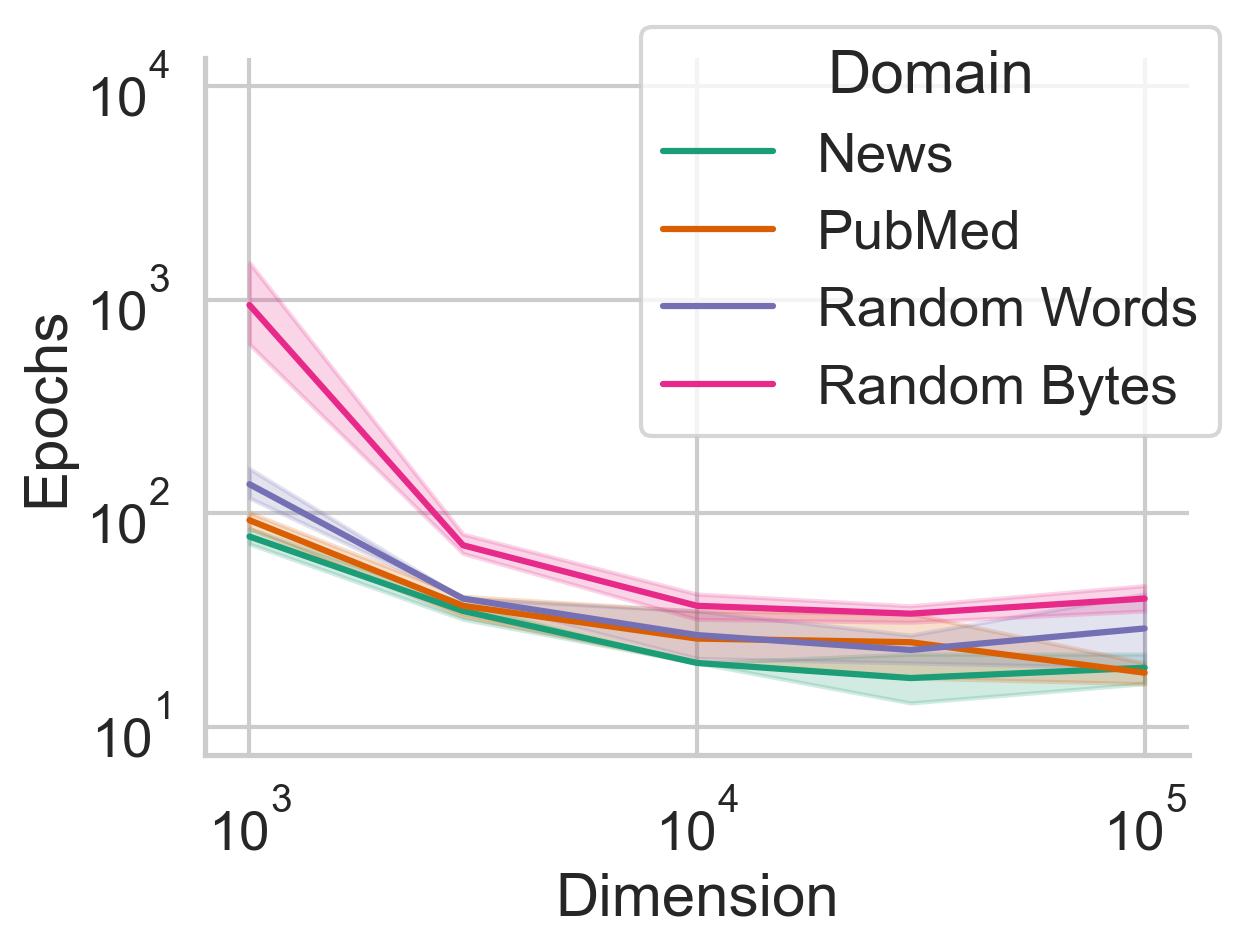 Domain
News
PubMed
Random Words
Random Bytes
Epochs
10^4
10^3
10^2
10^1
10^3 10^4 10^5
Dimension